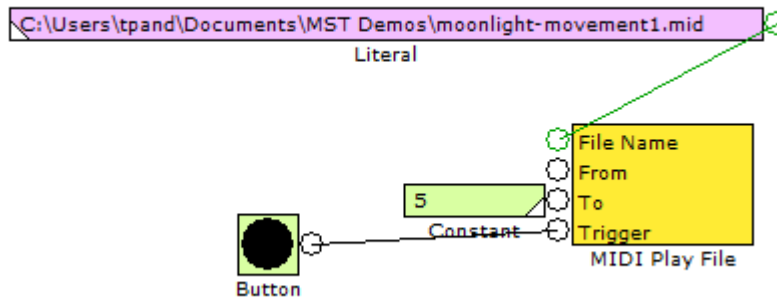 C:\Users\tpand\Documents\MST Demos\moonlight-movement1.mid
Literal
File Name
From
5
To
Constant
Trigger
MIDI Play File
Button